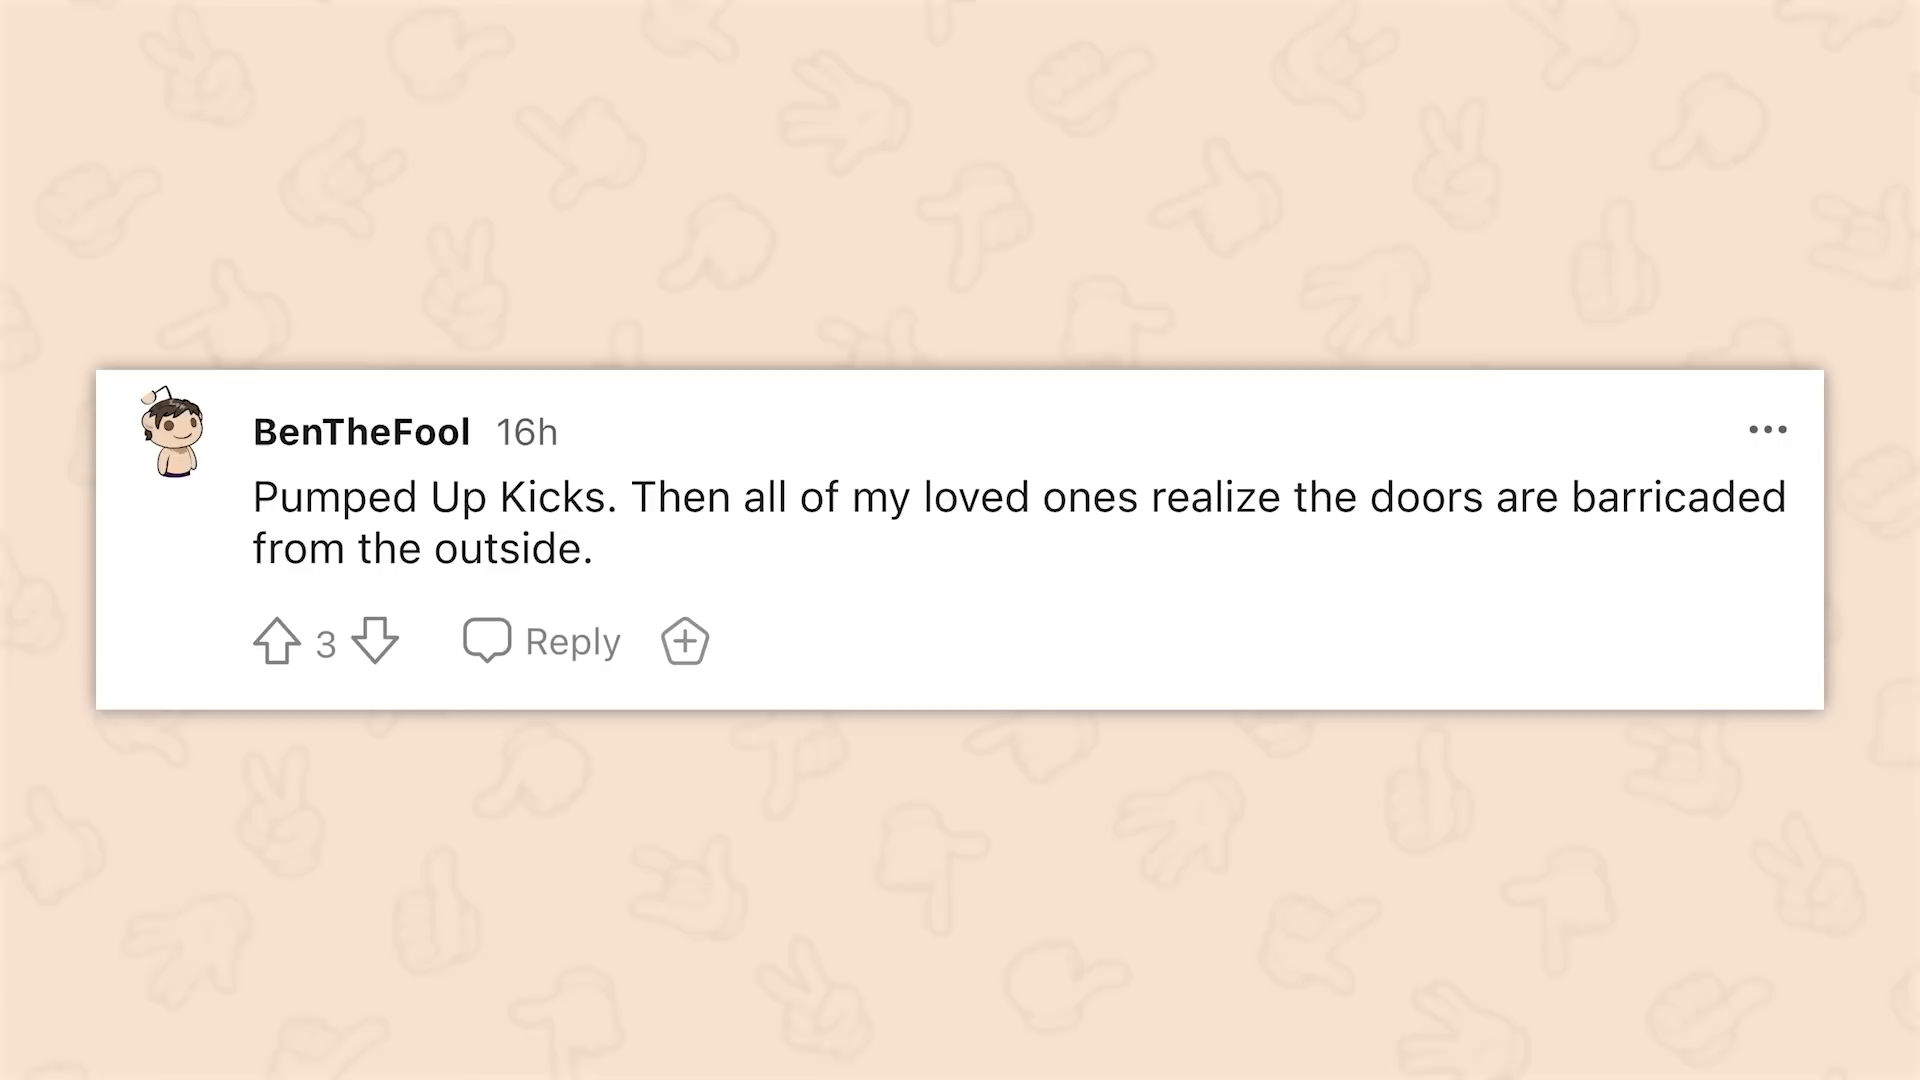 BenTheFool 16h
Pumped Up Kicks. Then all of my loved ones realize the doors are barricaded
from the outside.
3 Reply